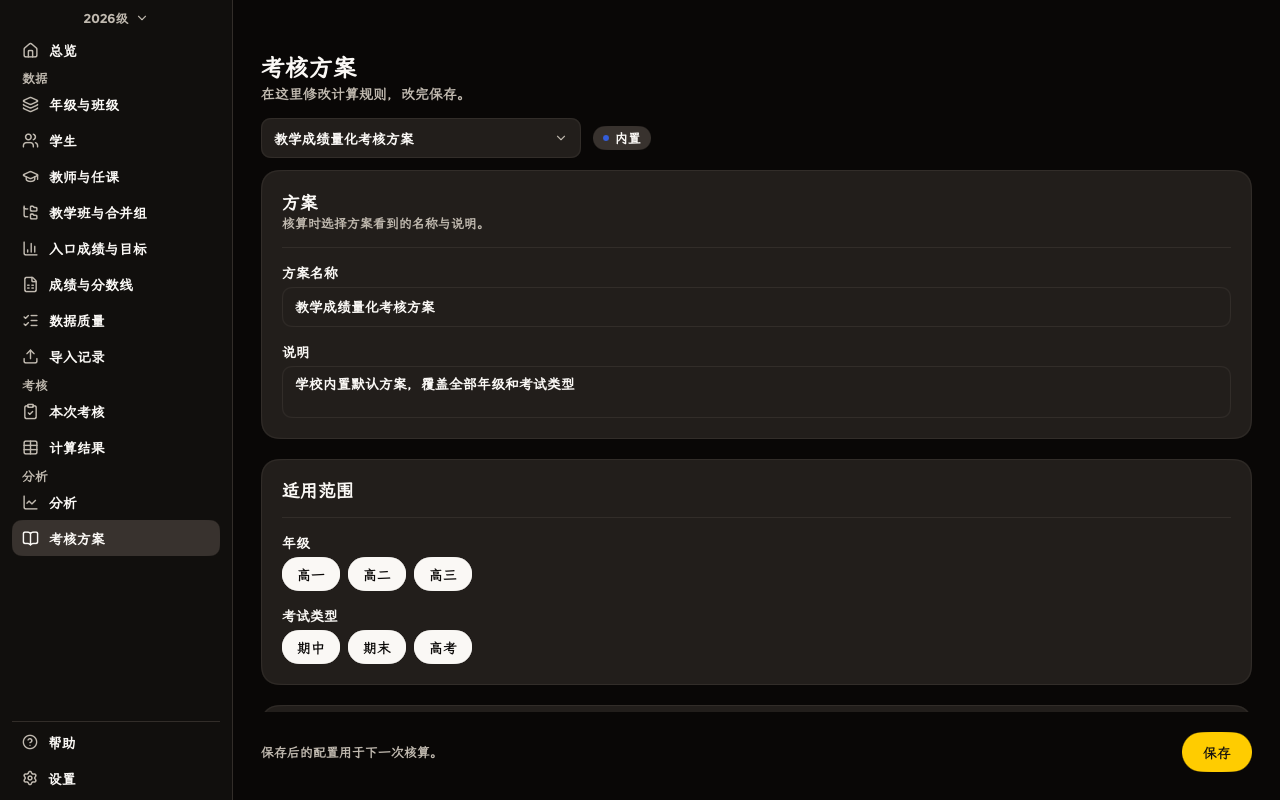 2026级
总览
数据
年级与班级
学生
教师与任课
教学班与合并组
入口成绩与目标
成绩与分数线
数据质量
导入记录
考核
本次考核
计算结果
分析
分析
考核方案
帮助
设置
考核方案
在这里修改计算规则，改完保存。
教学成绩量化考核方案
内置
方案
核算时选择方案看到的名称与说明。
方案名称
教学成绩量化考核方案
说明
学校内置默认方案，覆盖全部年级和考试类型
适用范围
年级
高一 高二 高三
考试类型
期中 期末 高考
保存后的配置用于下一次核算。
保存